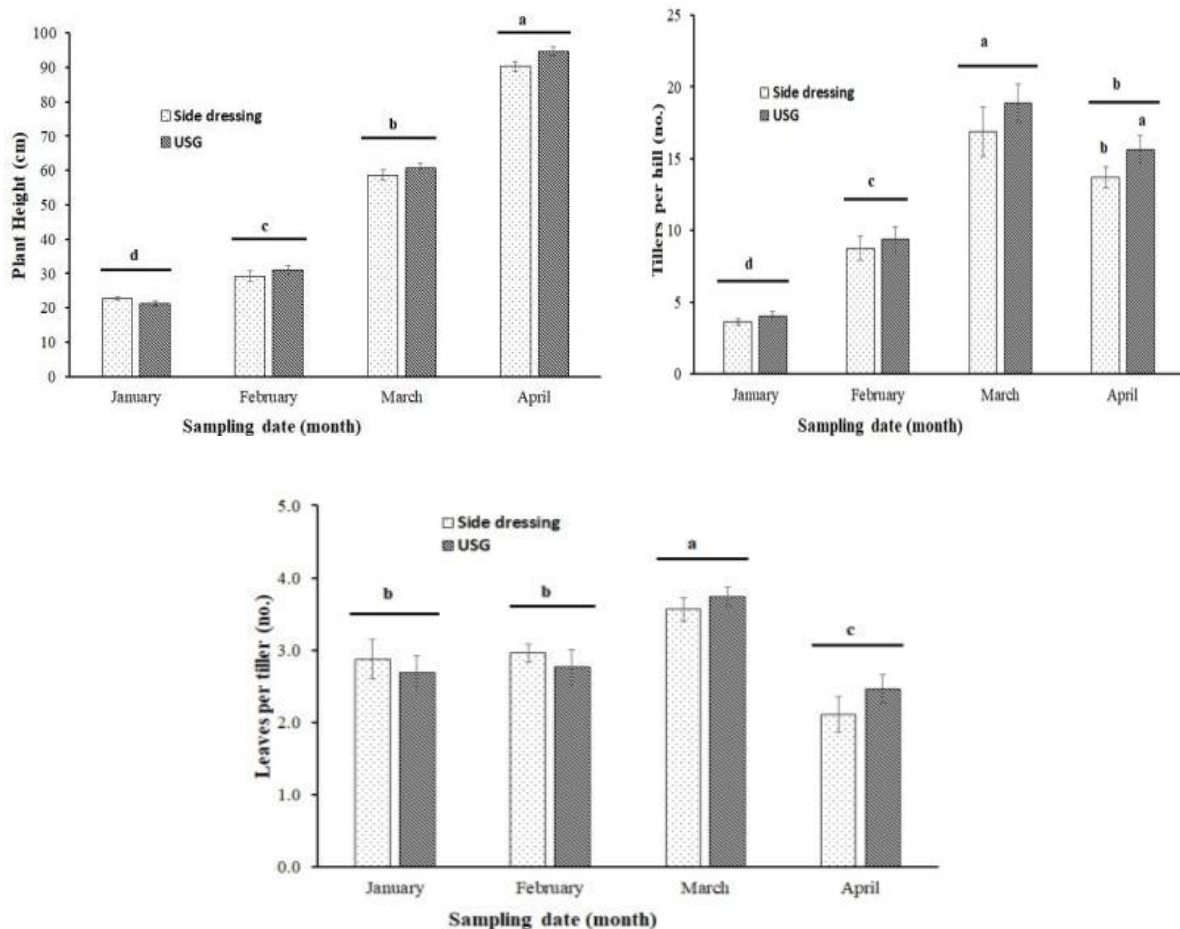 100
90
80
70
60
50
40
30
20
10
0
Plant Height (cm)
Side dressing
USG
d
c
b
a
January February March April
Sampling date (month)
25
20
15
10
5
0
Tillers per hill (no.)
Side dressing
USG
d
c
a
b
b
a
January February March April
Sampling date (month)
5.0
4.0
3.0
2.0
1.0
0.0
Leaves per tiller (no.)
Side dressing
USG
b
b
a
c
January February March April
Sampling date (month)